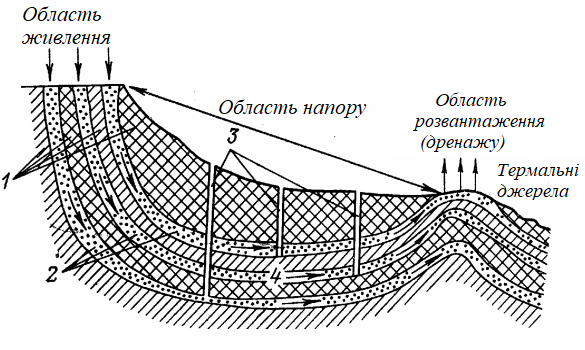 Область
живлення
Область напору
Область
розвантаження
(дренажу)
Термальні
джерела
1
2
3
4